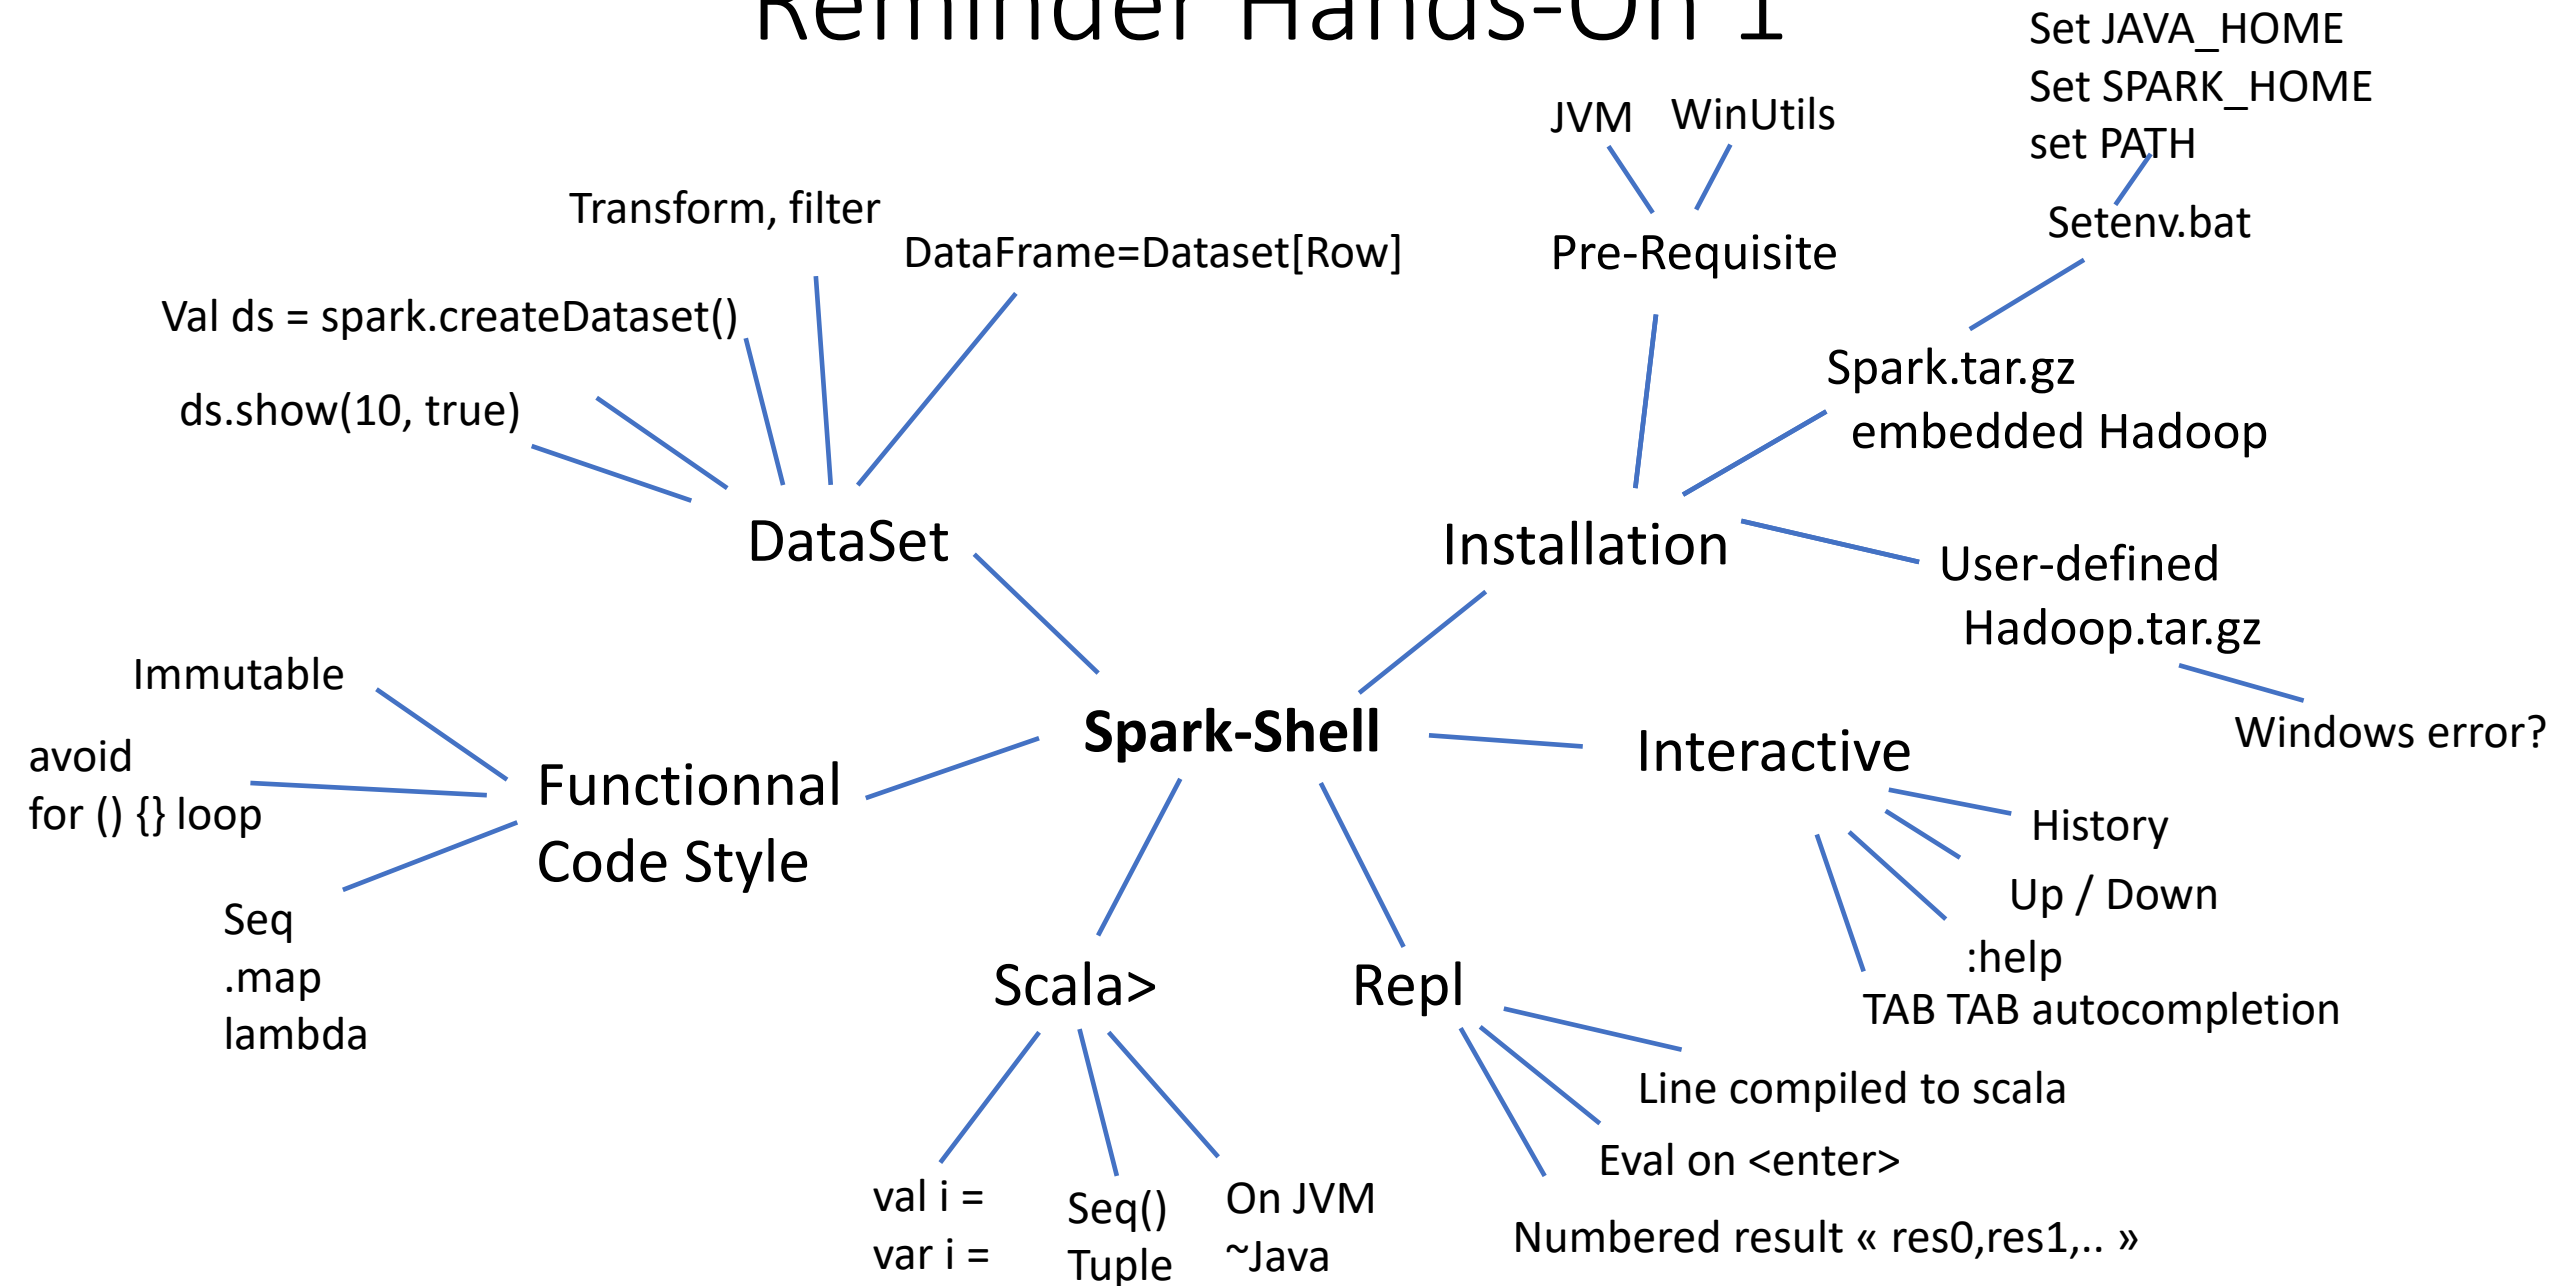 Reminder Hands-On 1
Set JAVA_HOME
Set SPARK_HOME
set PATH
JVM
WinUtils
Setenv.bat
Pre-Requisite
Transform, filter
DataFrame=Dataset[Row]
Val ds = spark.createDataset()
ds.show(10, true)
Spark.tar.gz
embedded Hadoop
DataSet
Installation
User-defined
Hadoop.tar.gz
Windows error?
Immutable
avoid
for () {} loop
Functionnal
Code Style
Seq
.map
lambda
Spark-Shell
Interactive
History
Up / Down
:help
TAB TAB autocompletion
Scala>
Repl
Line compiled to scala
Eval on <enter>
Numbered result « res0,res1,.. »
val i =
var i =
Seq()
Tuple
On JVM
~Java